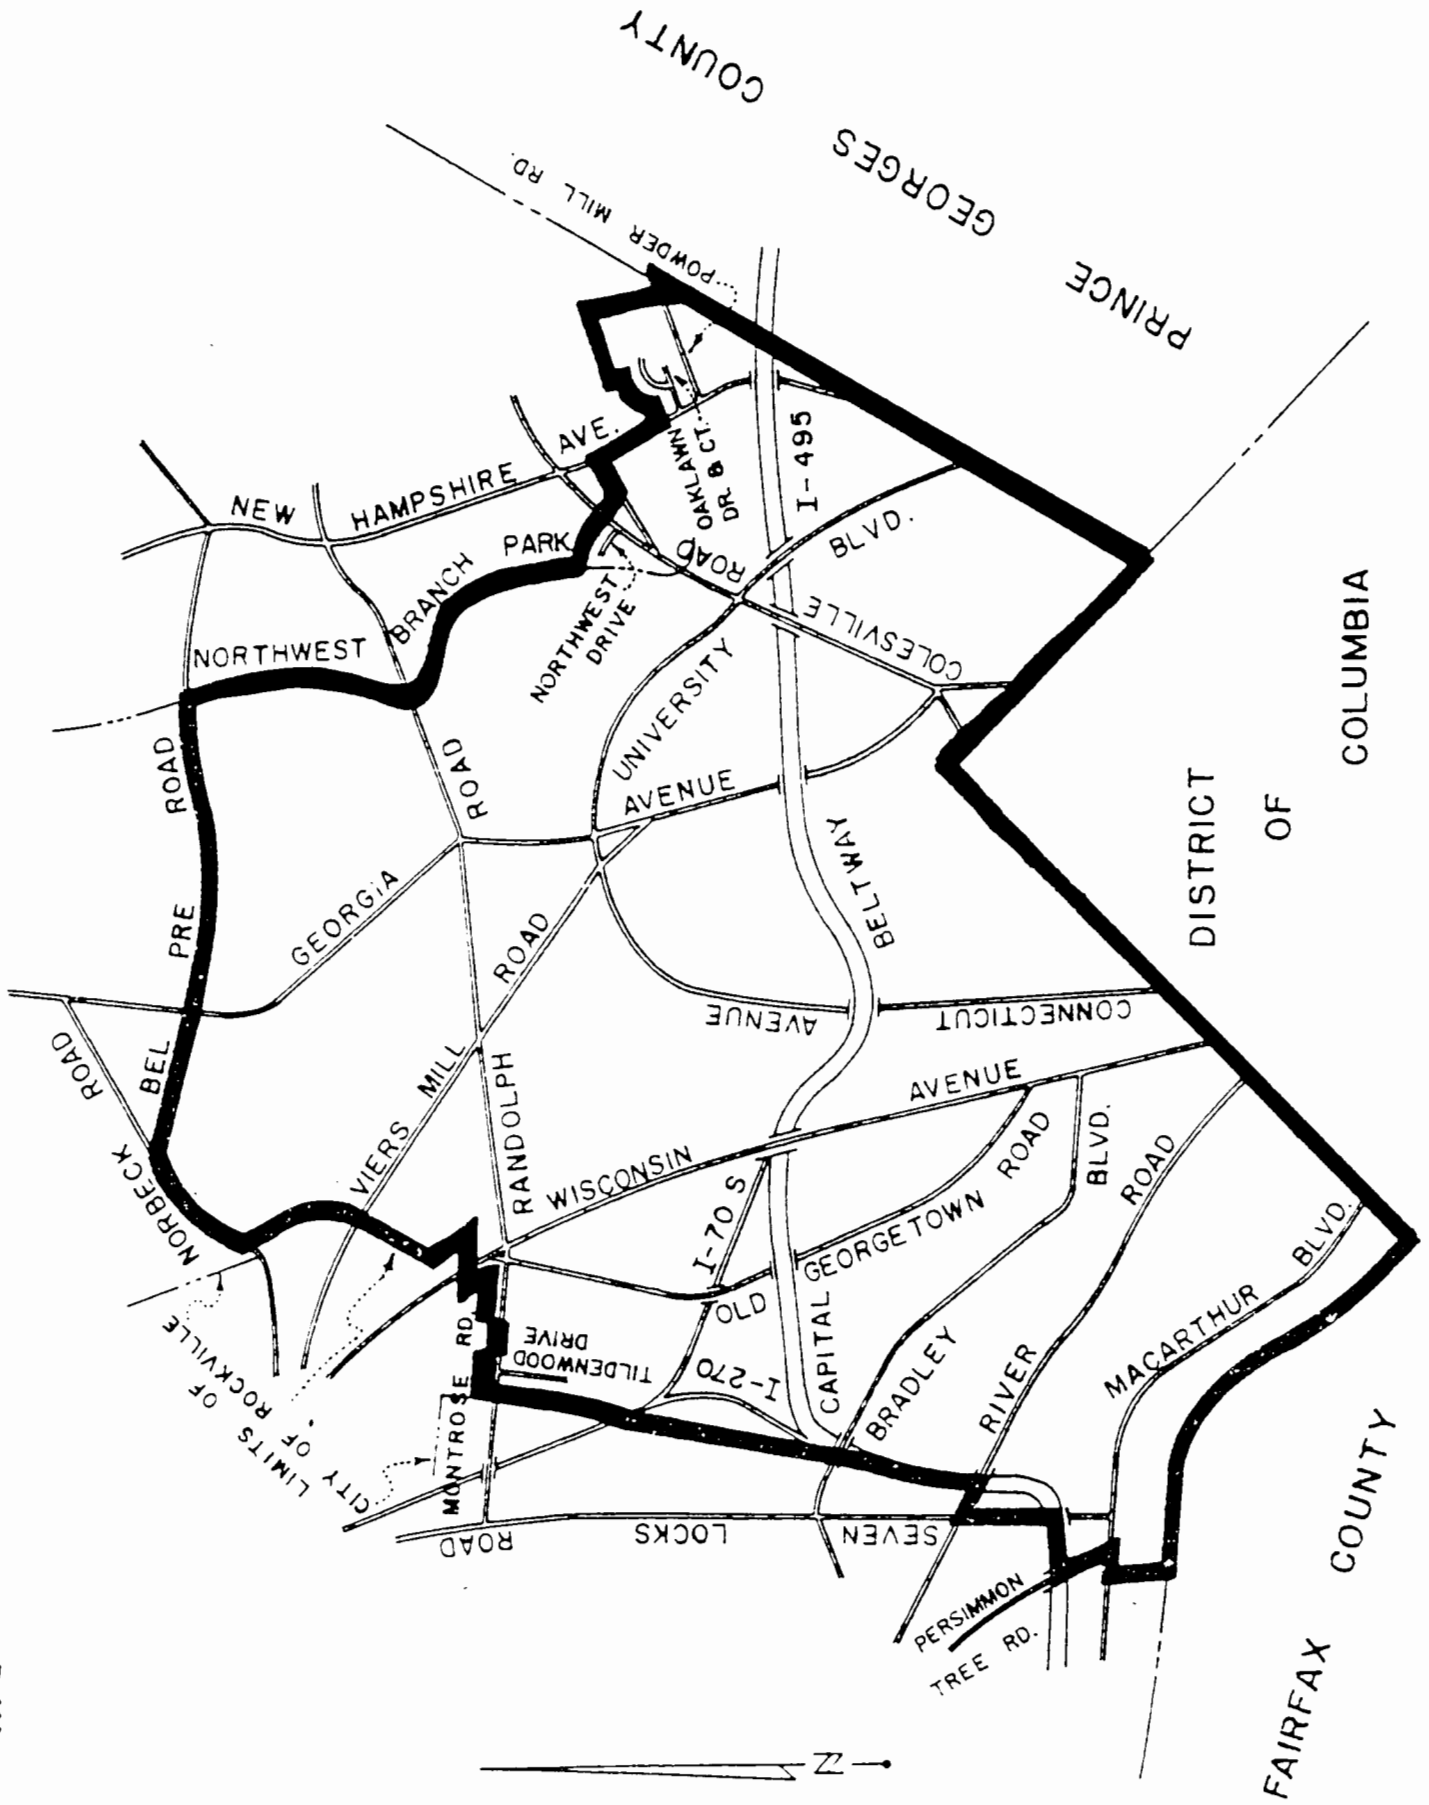 PRINCE GEORGES COUNTY
POWDER MILL RD.
NEW HAMPSHIRE AVE.
OAKLAWN
DR. & CT.
I-495
NORTHWEST BRANCH PARK
NORTHWEST
DRIVE
COLESVILLE ROAD
UNIVERSITY BLVD.
BEL PRE ROAD
GEORGIA AVENUE
RANDOLPH ROAD
VIERS MILL ROAD
CAPITAL BELTWAY
CONNECTICUT AVENUE
DISTRICT
OF
COLUMBIA
NORBECK ROAD
WISCONSIN AVENUE
I-70 S
OLD GEORGETOWN ROAD
BRADLEY BLVD.
RIVER ROAD
MACARTHUR BLVD.
LIMITS OF
CITY OF ROCKVILLE
MONTROSE RD.
TILDENWOOD
DRIVE
I-270
SEVEN LOCKS ROAD
PERSIMMON
TREE RD.
FAIRFAX COUNTY
N